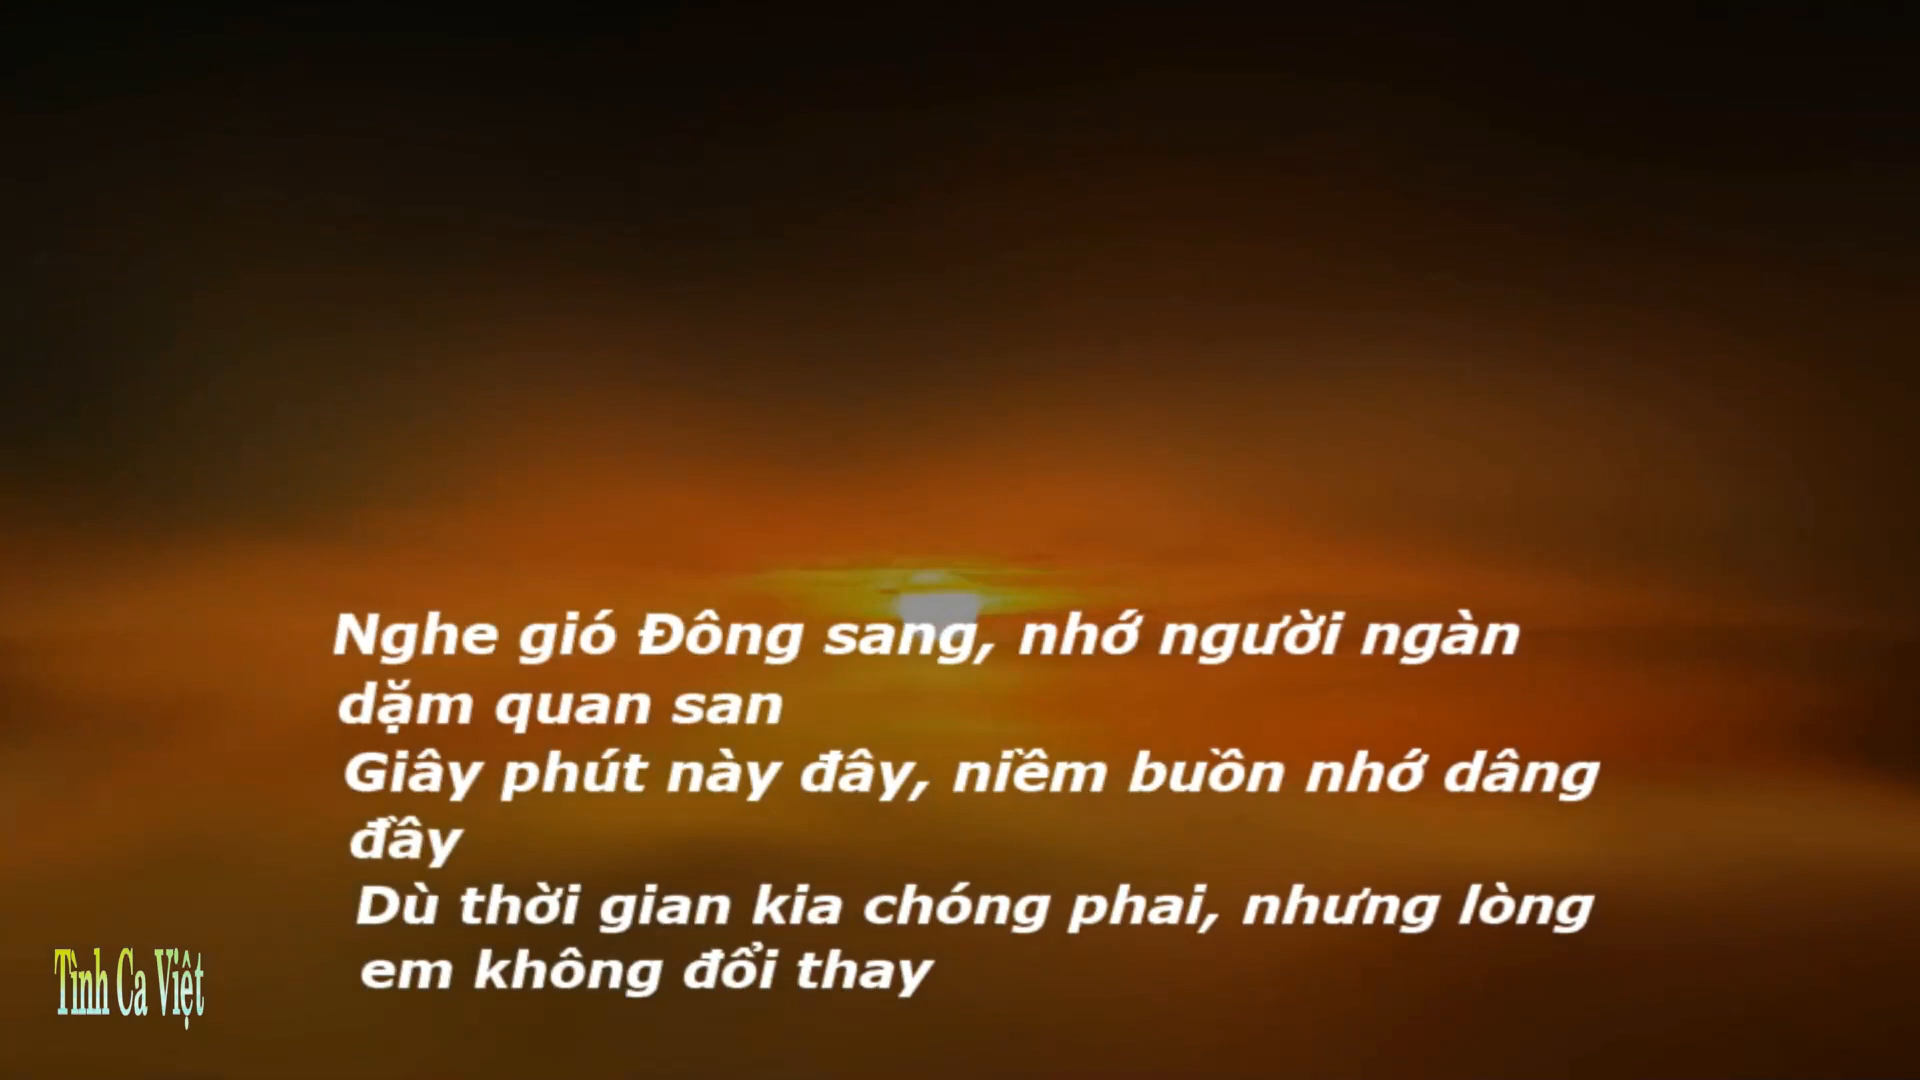 Nghe gió Đông sang, nhớ người ngàn
dặm quan san
Giây phút này đây, niềm buồn nhớ dâng
đầy
Dù thời gian kia chóng phai, nhưng lòng
em không đổi thay
Tình Ca Việt